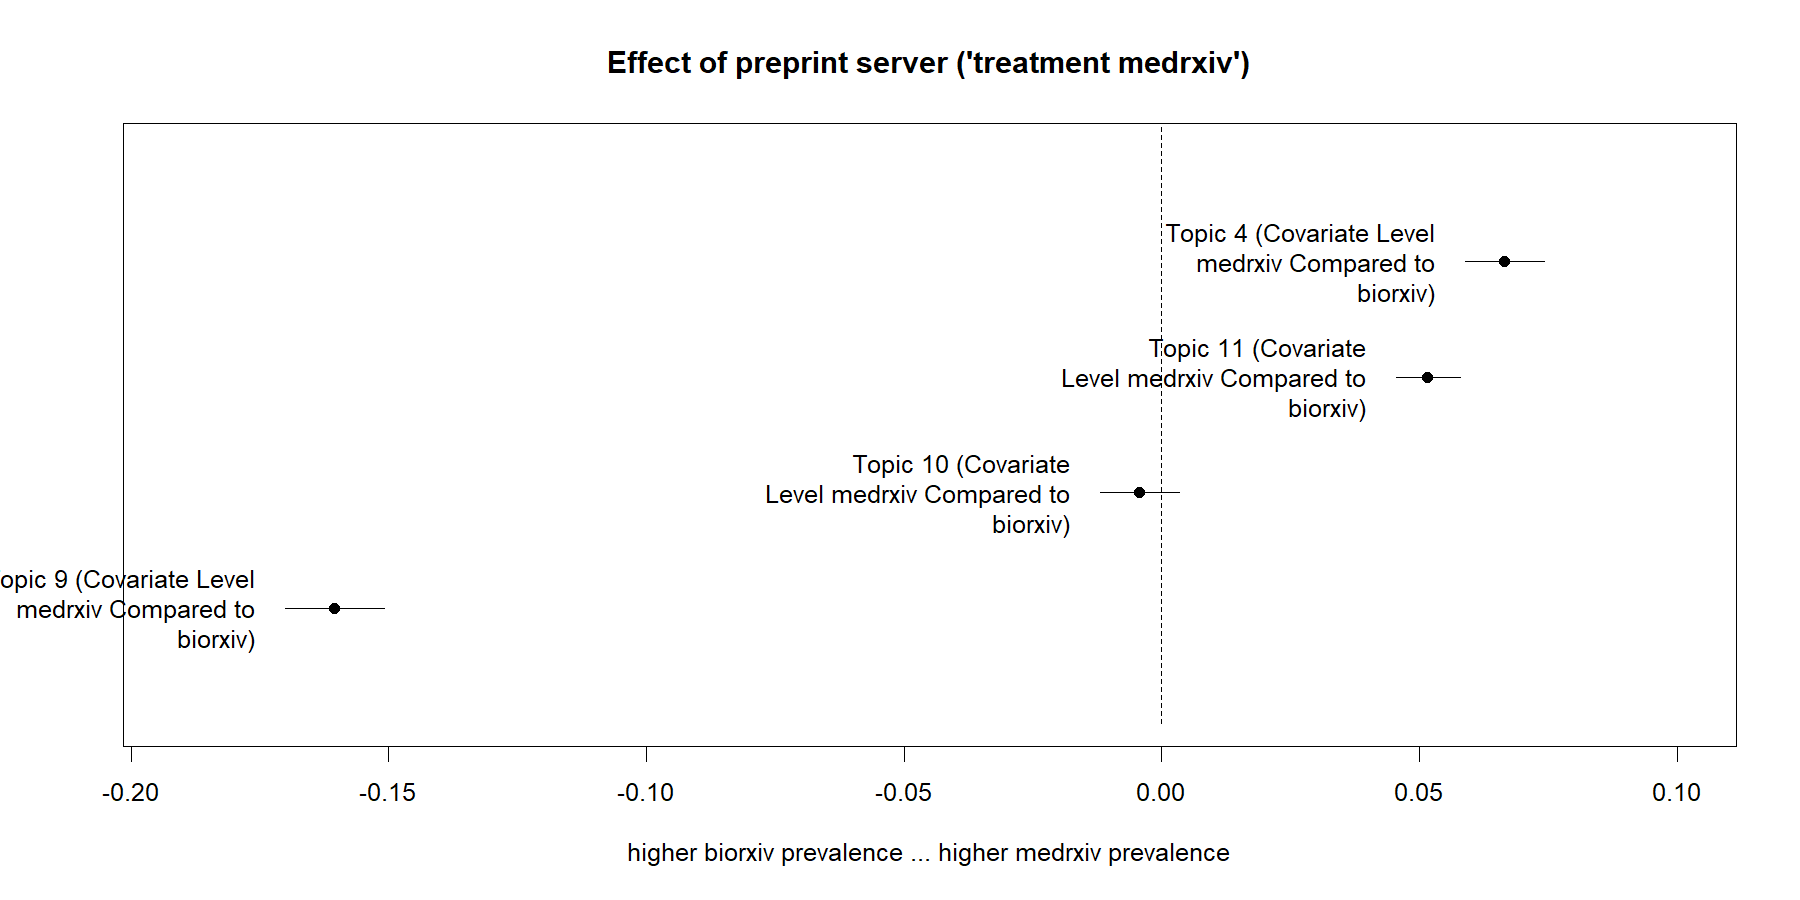 Effect of preprint server ('treatment medrxiv')
Topic 4 (Covariate Level
medrxiv Compared to
biorxiv)
Topic 11 (Covariate
Level medrxiv Compared to
biorxiv)
Topic 10 (Covariate
Level medrxiv Compared to
biorxiv)
opic 9 (Covariate Level
medrxiv Compared to
biorxiv)
-0.20 -0.15 -0.10 -0.05 0.00 0.05 0.10
higher biorxiv prevalence ... higher medrxiv prevalence